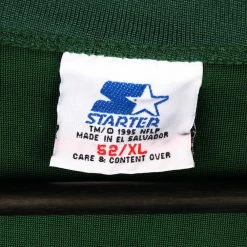 STARTER
TM/© 1995 NFLP
MADE IN EL SALVADOR
52/XL
CARE & CONTENT OVER